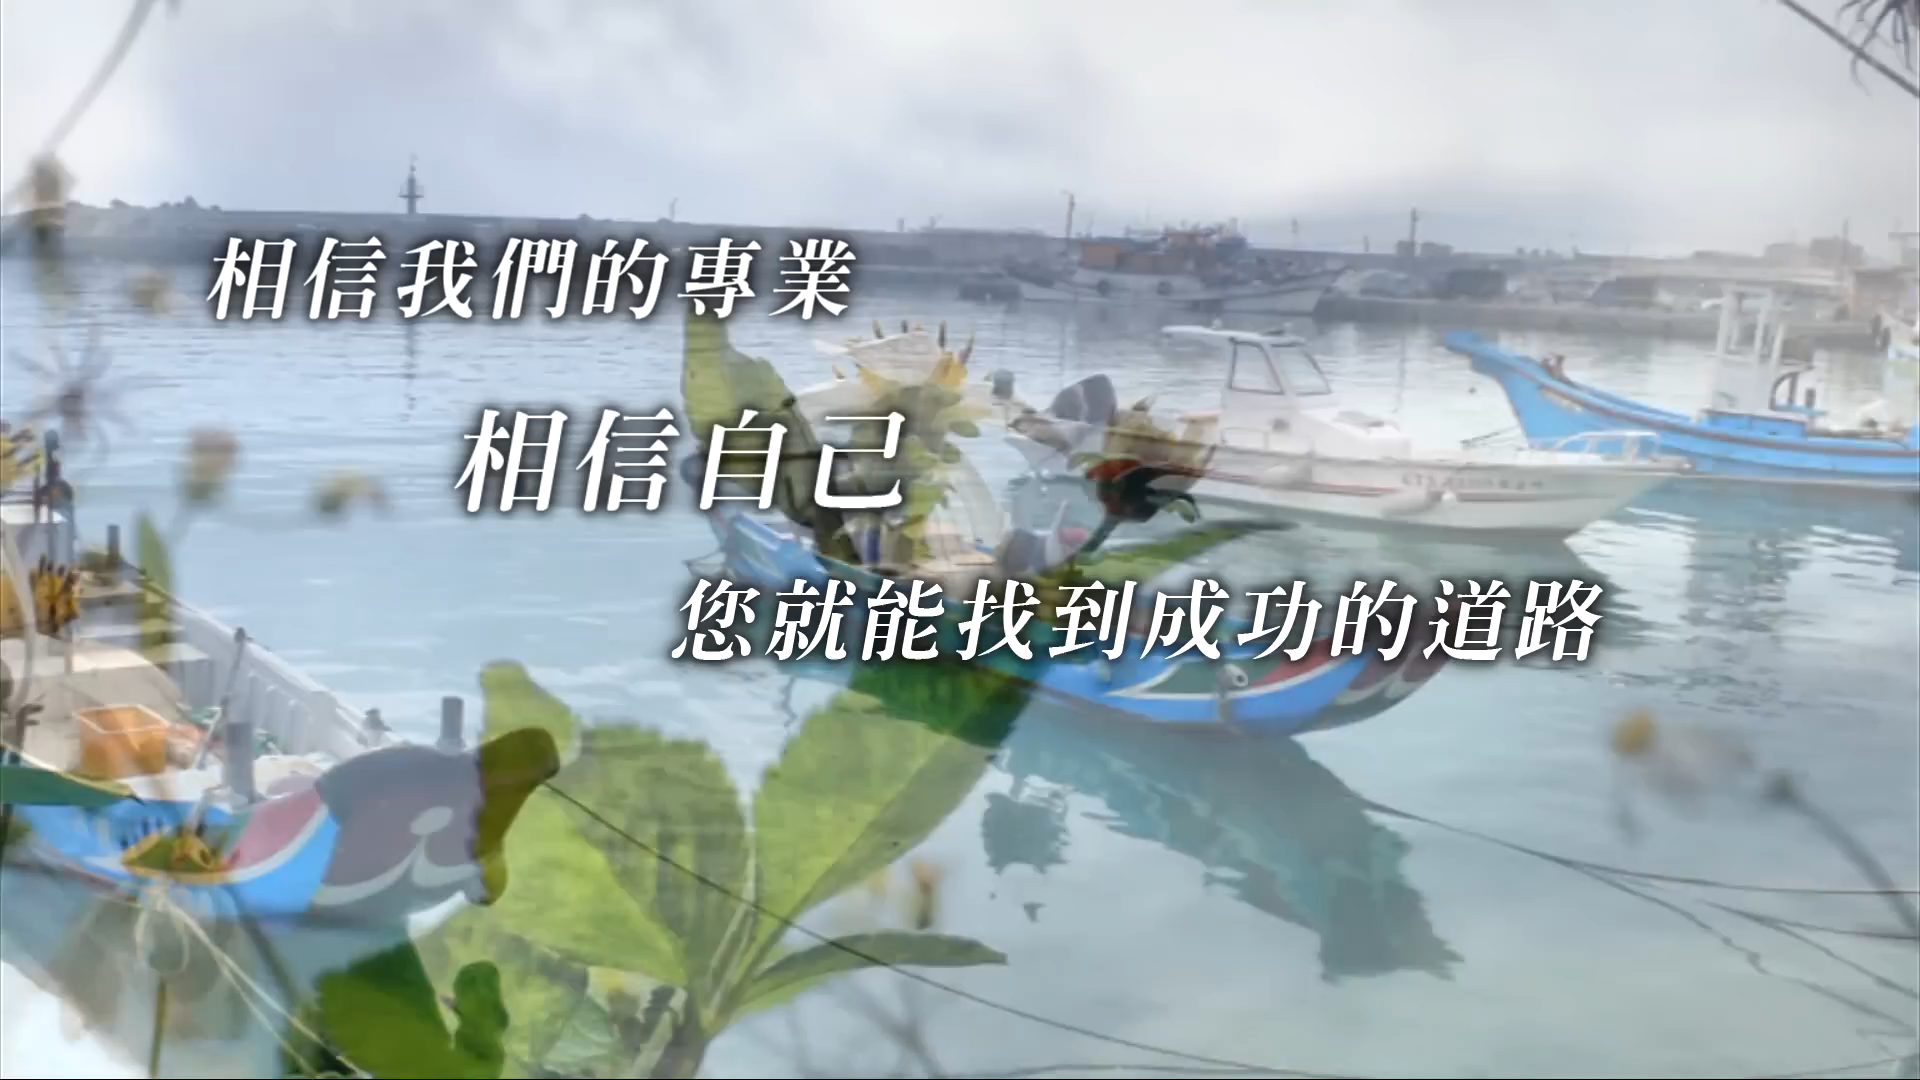 相信我們的專業
相信自己
您就能找到成功的道路